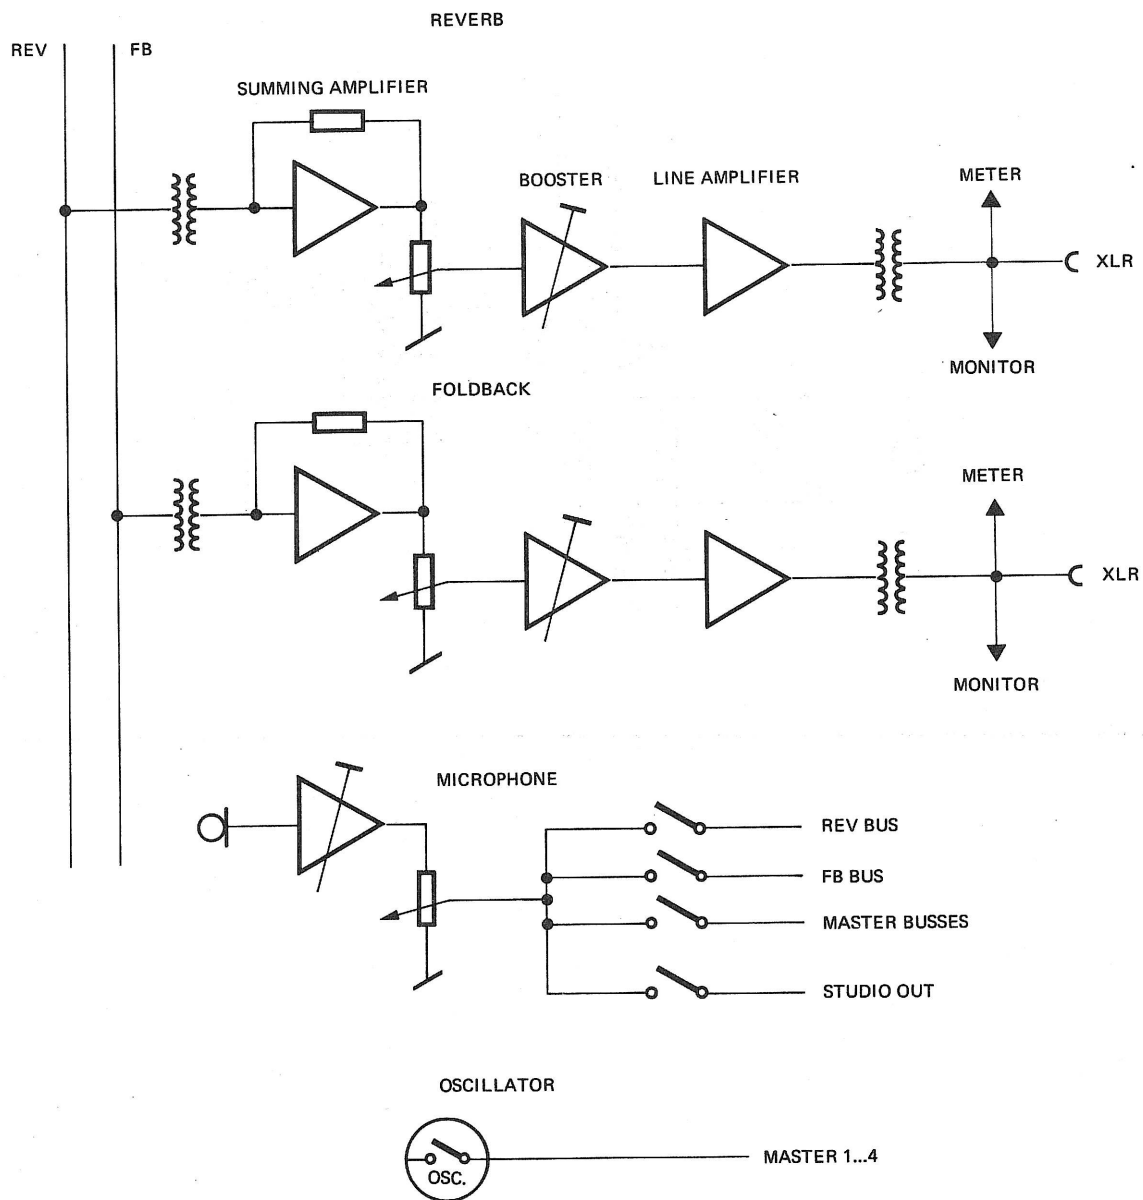 REVERB
REV
FB
SUMMING AMPLIFIER
BOOSTER
LINE AMPLIFIER
METER
XLR
MONITOR
FOLDBACK
METER
XLR
MONITOR
MICROPHONE
REV BUS
FB BUS
MASTER BUSSES
STUDIO OUT
OSCILLATOR
OSC.
MASTER 1...4